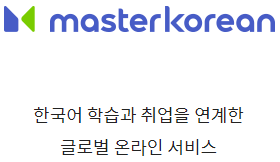 masterkorean
한국어 학습과 취업을 연계한
글로벌 온라인 서비스